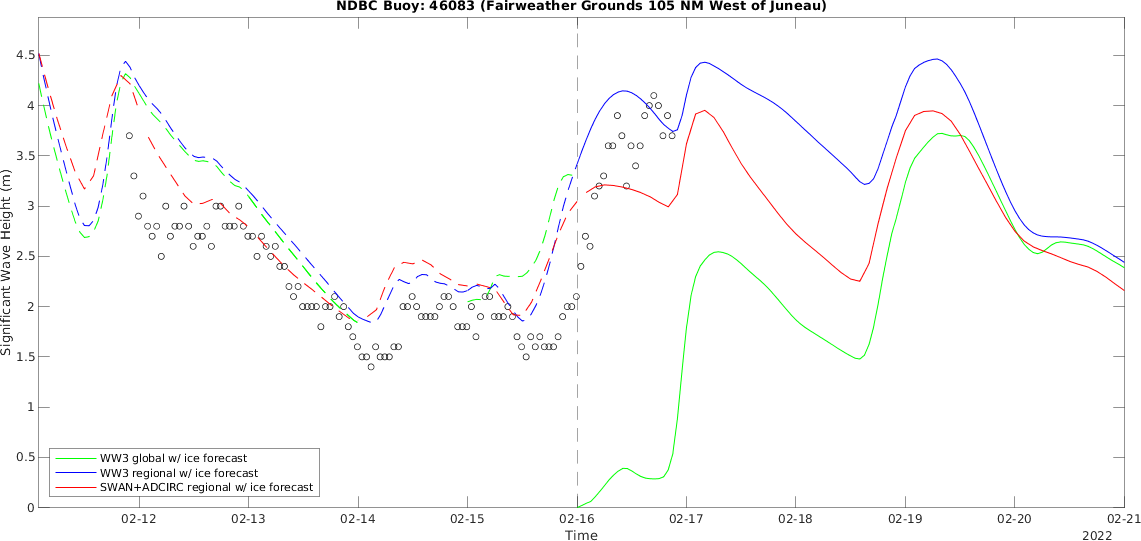 NDBC Buoy: 46083 (Fairweather Grounds 105 NM West of Juneau)
Significant Wave Height (m)
4.5
4
3.5
3
2.5
2
1.5
1
0.5
0
WW3 global w/ ice forecast
WW3 regional w/ ice forecast
SWAN+ADCIRC regional w/ ice forecast
02-12 02-13 02-14 02-15 02-16 02-17 02-18 02-19 02-20 02-21
Time
2022